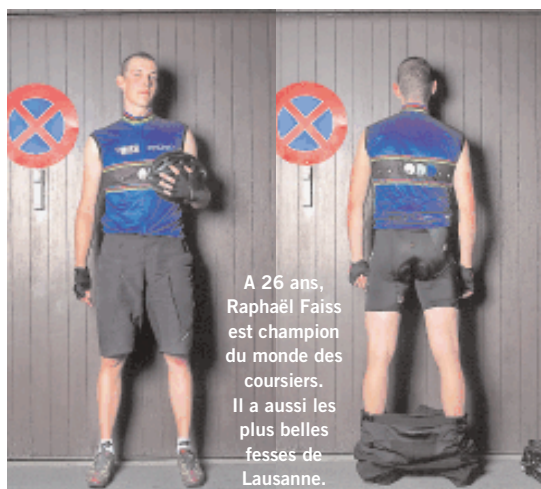 A 26 ans,
Raphaël Faiss
est champion
du monde des
coursiers.
Il a aussi les
plus belles
fesses de
Lausanne.